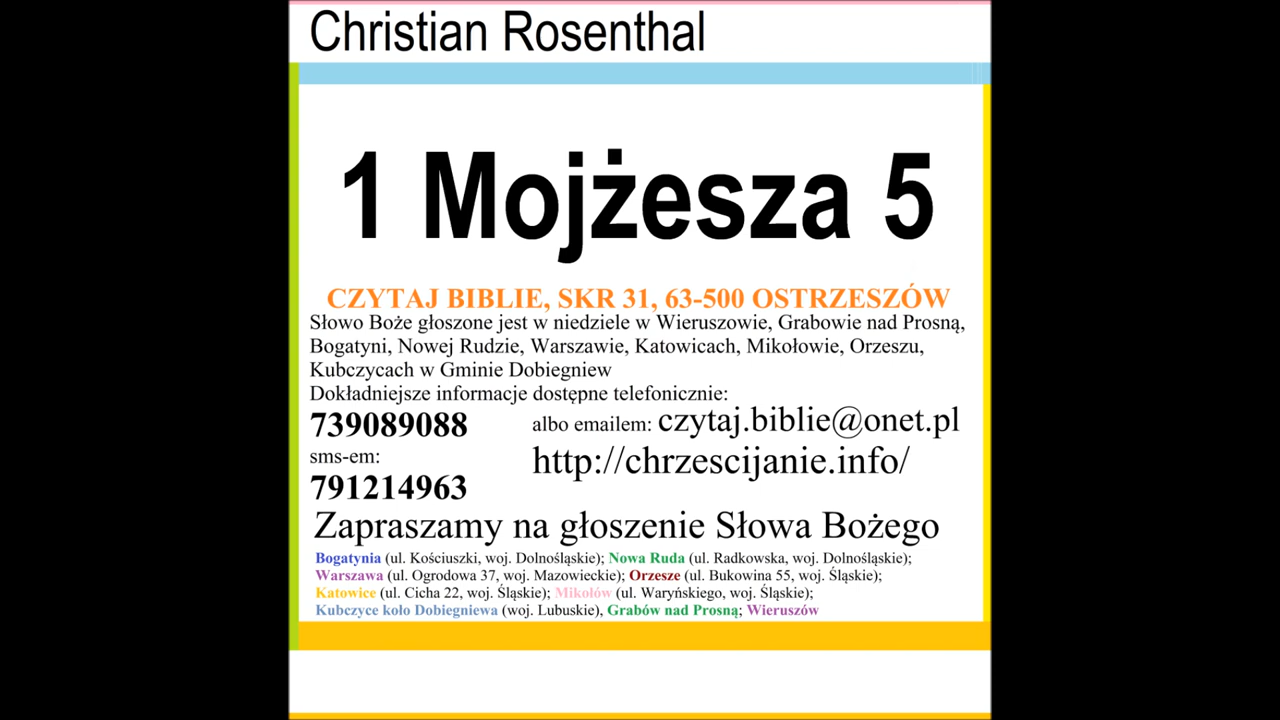 Christian Rosenthal
1 Mojżesza 5
CZYTAJ BIBLIE, SKR 31, 63-500 OSTRZESZÓW
Słowo Boże głoszone jest w niedziele w Wieruszowie, Grabowie nad Prosną,
Bogatyni, Nowej Rudzie, Warszawie, Katowicach, Mikołowie, Orzeszu,
Kubczycach w Gminie Dobiegniew
Dokładniejsze informacje dostępne telefonicznie:
739089088
albo emailem: czytaj.biblie@onet.pl
sms-em:
http://chrzescijanie.info/
791214963
Zapraszamy na głoszenie Słowa Bożego
Bogatynia (ul. Kościuszki, woj. Dolnośląskie); Nowa Ruda (ul. Radkowska, woj. Dolnośląskie);
Warszawa (ul. Ogrodowa 37, woj. Mazowieckie); Orzesze (ul. Bukowina 55, woj. Śląskie);
Katowice (ul. Cicha 22, woj. Śląskie); Mikołów (ul. Waryńskiego, woj. Śląskie);
Kubczyce koło Dobiegniewa (woj. Lubuskie), Grabów nad Prosną; Wieruszów